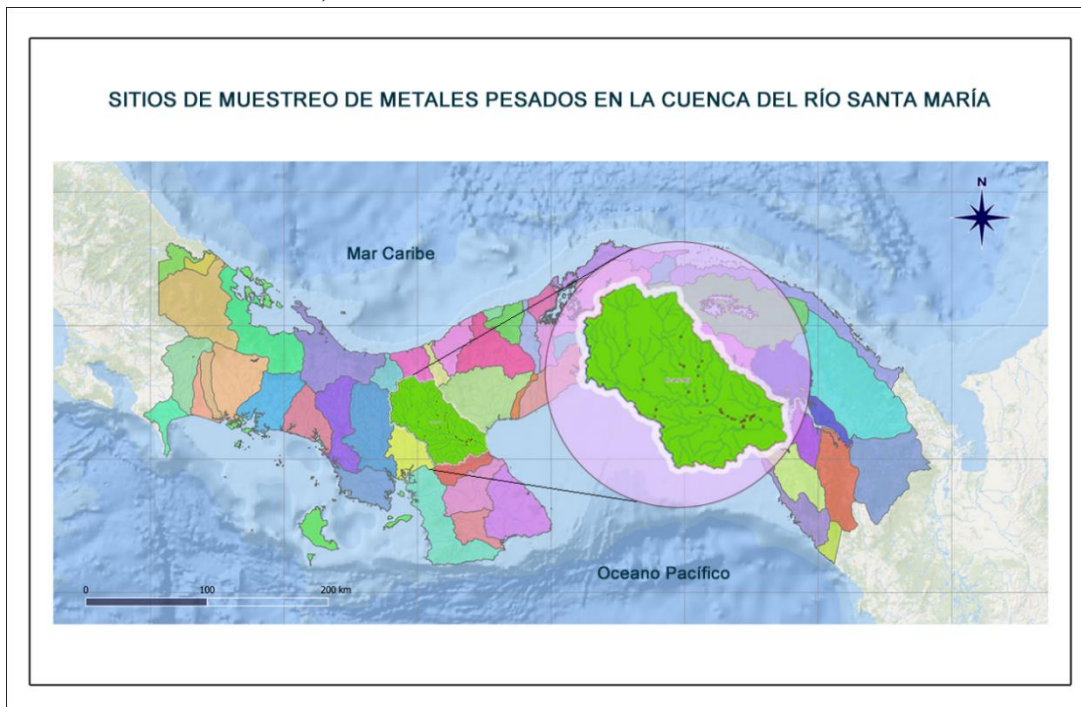 SITIOS DE MUESTREO DE METALES PESADOS EN LA CUENCA DEL RÍO SANTA MARÍA
N
Mar Caribe
Oceano Pacífico
0 100 200 km